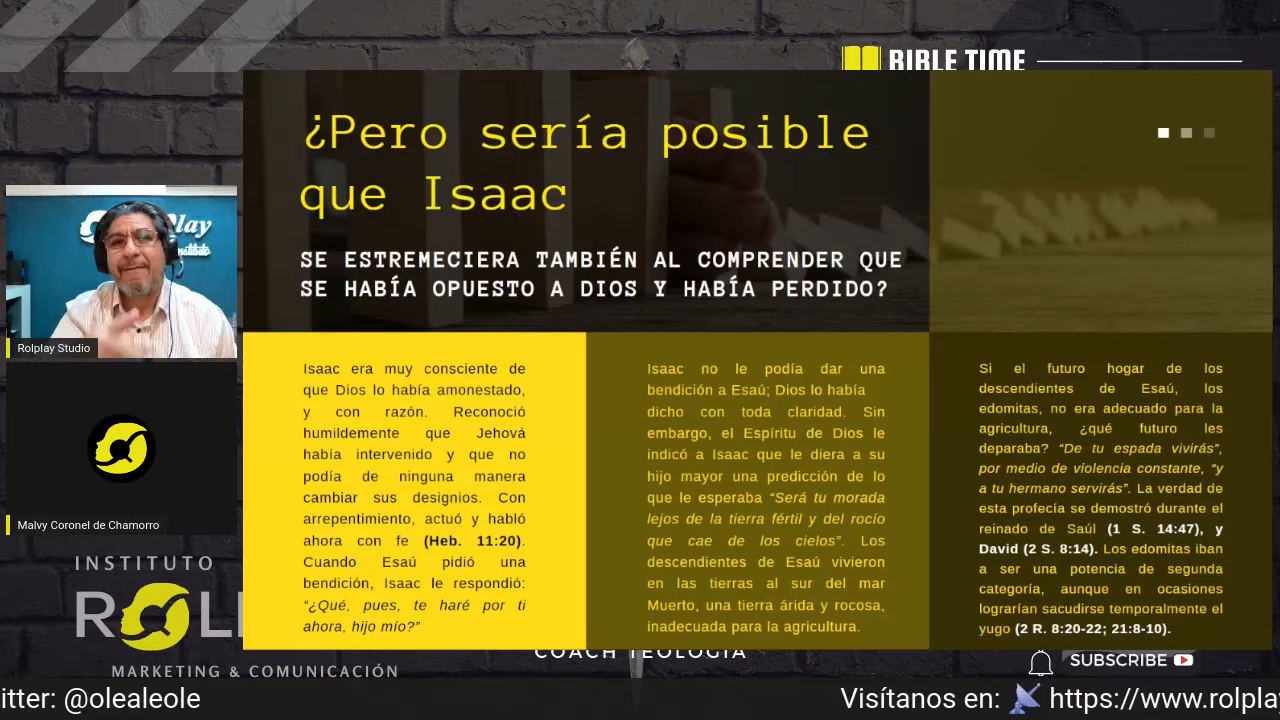 BIBLE TIME
¿Pero sería posible
que Isaac
SE ESTREMECIERA TAMBIÉN AL COMPRENDER QUE
SE HABÍA OPUESTO A DIOS Y HABÍA PERDIDO?
Play
Institute
Rolplay Studio
Malvy Coronel de Chamorro
Isaac era muy consciente de
que Dios lo había amonestado,
y con razón. Reconoció
humildemente que Jehová
había intervenido y que no
podía de ninguna manera
cambiar sus designios. Con
arrepentimiento, actuó y habló
ahora con fe (Heb. 11:20).
Cuando Esaú pidió una
bendición, Isaac le respondió:
“¿Qué, pues, te haré por ti
ahora, hijo mío?”
Isaac no le podía dar una
bendición a Esaú; Dios lo había
dicho con toda claridad. Sin
embargo, el Espíritu de Dios le
indicó a Isaac que le diera a su
hijo mayor una predicción de lo
que le esperaba “Será tu morada
lejos de la tierra fértil y del rocío
que cae de los cielos”. Los
descendientes de Esaú vivieron
en las tierras al sur del mar
Muerto, una tierra árida y rocosa,
inadecuada para la agricultura.
Si el futuro hogar de los
descendientes de Esaú, los
edomitas, no era adecuado para la
agricultura, ¿qué futuro les
deparaba? “De tu espada vivirás”,
por medio de violencia constante, “y
a tu hermano servirás”. La verdad de
esta profecía se demostró durante el
reinado de Saúl (1 S. 14:47), y
David (2 S. 8:14). Los edomitas iban
a ser una potencia de segunda
categoría, aunque en ocasiones
lograrían sacudirse temporalmente el
yugo (2 R. 8:20-22; 21:8-10).
INSTITUTO
ROL
MARKETING & COMUNICACIÓN
COACH TEOLOGÍA
SUBSCRIBE
itter: @olealeole
Visítanos en: https://www.rolpla